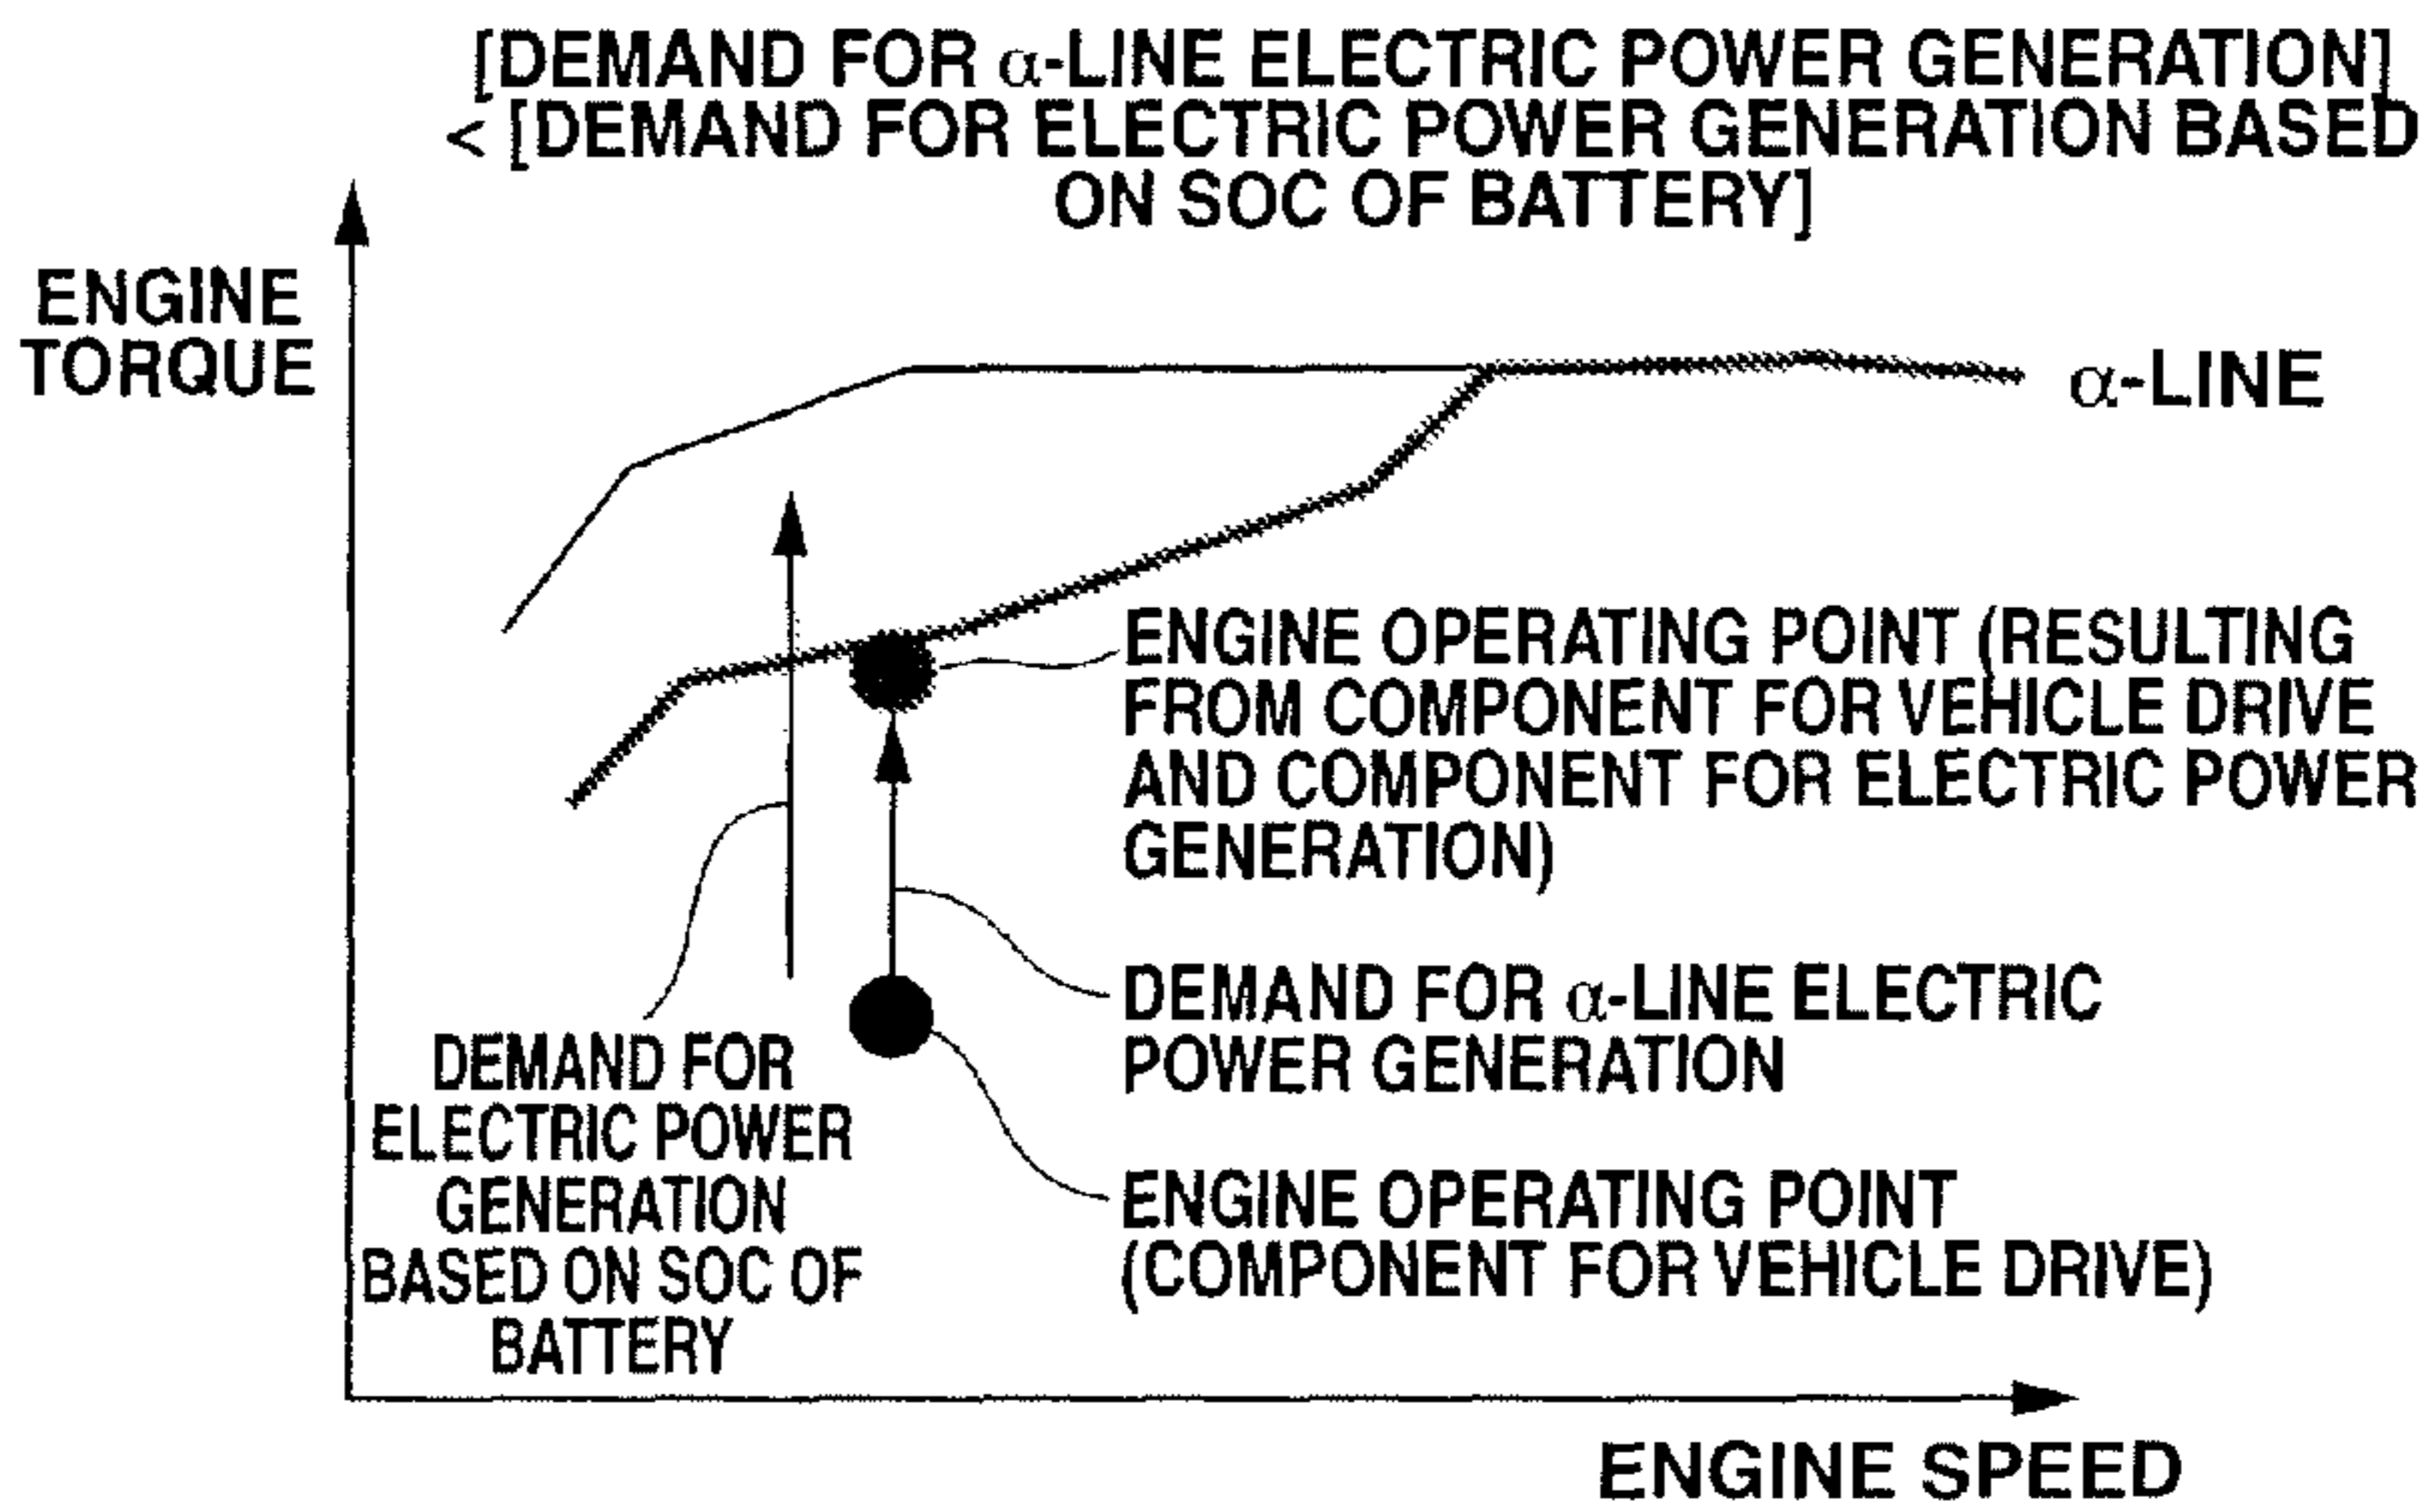 [DEMAND FOR α-LINE ELECTRIC POWER GENERATION]
< [DEMAND FOR ELECTRIC POWER GENERATION BASED
ON SOC OF BATTERY]
ENGINE
TORQUE
α-LINE
ENGINE OPERATING POINT (RESULTING
FROM COMPONENT FOR VEHICLE DRIVE
AND COMPONENT FOR ELECTRIC POWER
GENERATION)
DEMAND FOR α-LINE ELECTRIC
POWER GENERATION
ENGINE OPERATING POINT
(COMPONENT FOR VEHICLE DRIVE)
DEMAND FOR
ELECTRIC POWER
GENERATION
BASED ON SOC OF
BATTERY
ENGINE SPEED